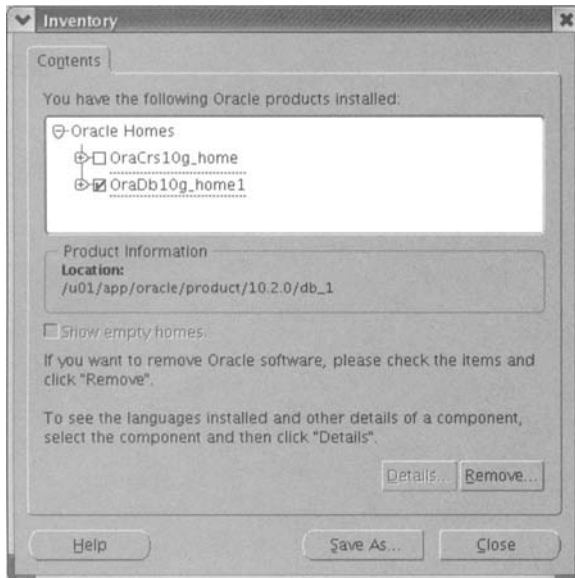 Inventory
Contents
You have the following Oracle products installed:
Oracle Homes
OraCrs10g_home
OraDb10g_home1
Product Information
Location:
/u01/app/oracle/product/10.2.0/db_1
Show empty homes.
If you want to remove Oracle software, please check the items and
click "Remove".
To see the languages installed and other details of a component,
select the component and then click "Details".
Details... Remove...
Help Save As... Close